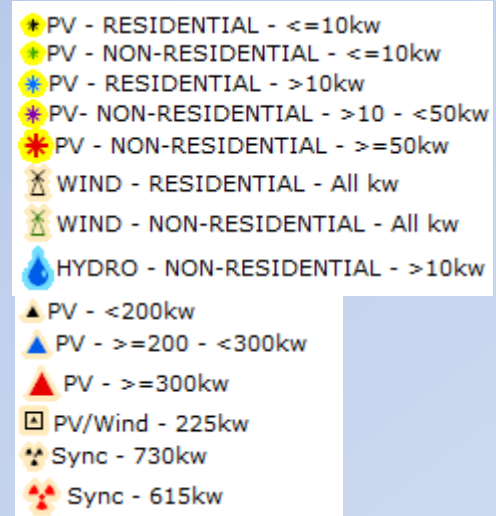 PV - RESIDENTIAL - <=10kw
PV - NON-RESIDENTIAL - <=10kw
PV - RESIDENTIAL - >10kw
PV- NON-RESIDENTIAL - >10 - <50kw
PV - NON-RESIDENTIAL - >=50kw
WIND - RESIDENTIAL - All kw
WIND - NON-RESIDENTIAL - All kw
HYDRO - NON-RESIDENTIAL - >10kw
PV - <200kw
PV - >=200 - <300kw
PV - >=300kw
PV/Wind - 225kw
Sync - 730kw
Sync - 615kw